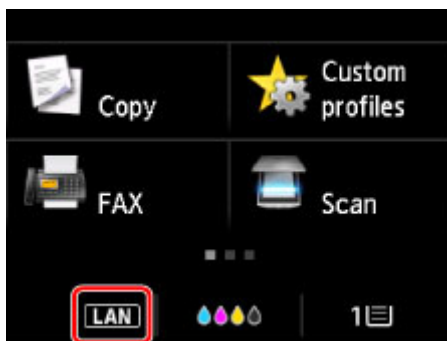 Copy
Custom
profiles
FAX
Scan
LAN
1